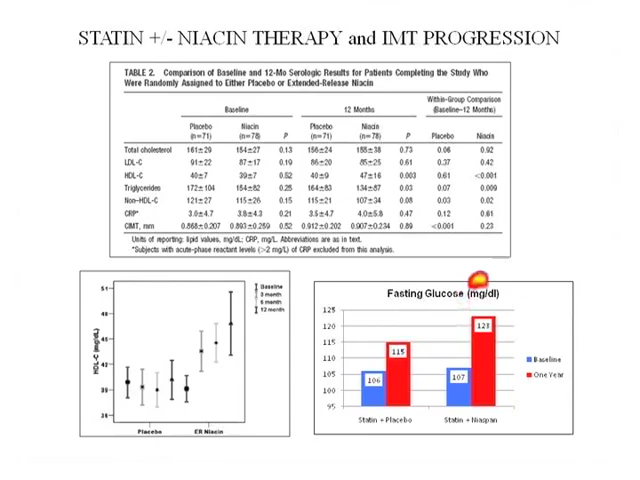 STATIN +/- NIACIN THERAPY and IMT PROGRESSION
TABLE 2. Comparison of Baseline and 12-Mo Serologic Results for Patients Completing the Study Who
Were Randomly Assigned to Either Placebo or Extended-Release Niacin
Baseline 12 Months Within-Group Comparison (Baseline–12 Months)
Placebo (n=71) Niacin (n=78) P Placebo (n=71) Niacin (n=78) P Placebo Niacin
Total cholesterol 161±29 154±27 0.13 156±24 155±38 0.73 0.06 0.92
LDL-C 91±22 87±17 0.19 86±20 85±25 0.61 0.37 0.42
HDL-C 40±7 39±7 0.52 40±9 47±16 0.003 0.61 <0.001
Triglycerides 172±104 154±82 0.25 164±83 134±87 0.03 0.07 0.009
Non–HDL-C 121±27 115±26 0.15 115±21 107±34 0.08 0.03 0.02
CRP* 3.0±4.7 3.8±4.3 0.21 3.5±4.7 4.0±5.8 0.47 0.12 0.61
CIMT, mm 0.868±0.207 0.893±0.259 0.52 0.912±0.202 0.907±0.234 0.89 <0.001 0.23
Units of reporting: lipid values, mg/dL; CRP, mg/L. Abbreviations are as in text.
*Subjects with acute-phase reactant levels (>2 mg/L) of CRP excluded from this analysis.
HDL-C (mg/dL)
51
48
45
42
39
36
Placebo ER Niacin
Baseline
3 month
6 month
12 month
Fasting Glucose (mg/dl)
125
120
115
110
105
100
95
106 115 107 123
Statin + Placebo Statin + Niaspan
Baseline
One Year